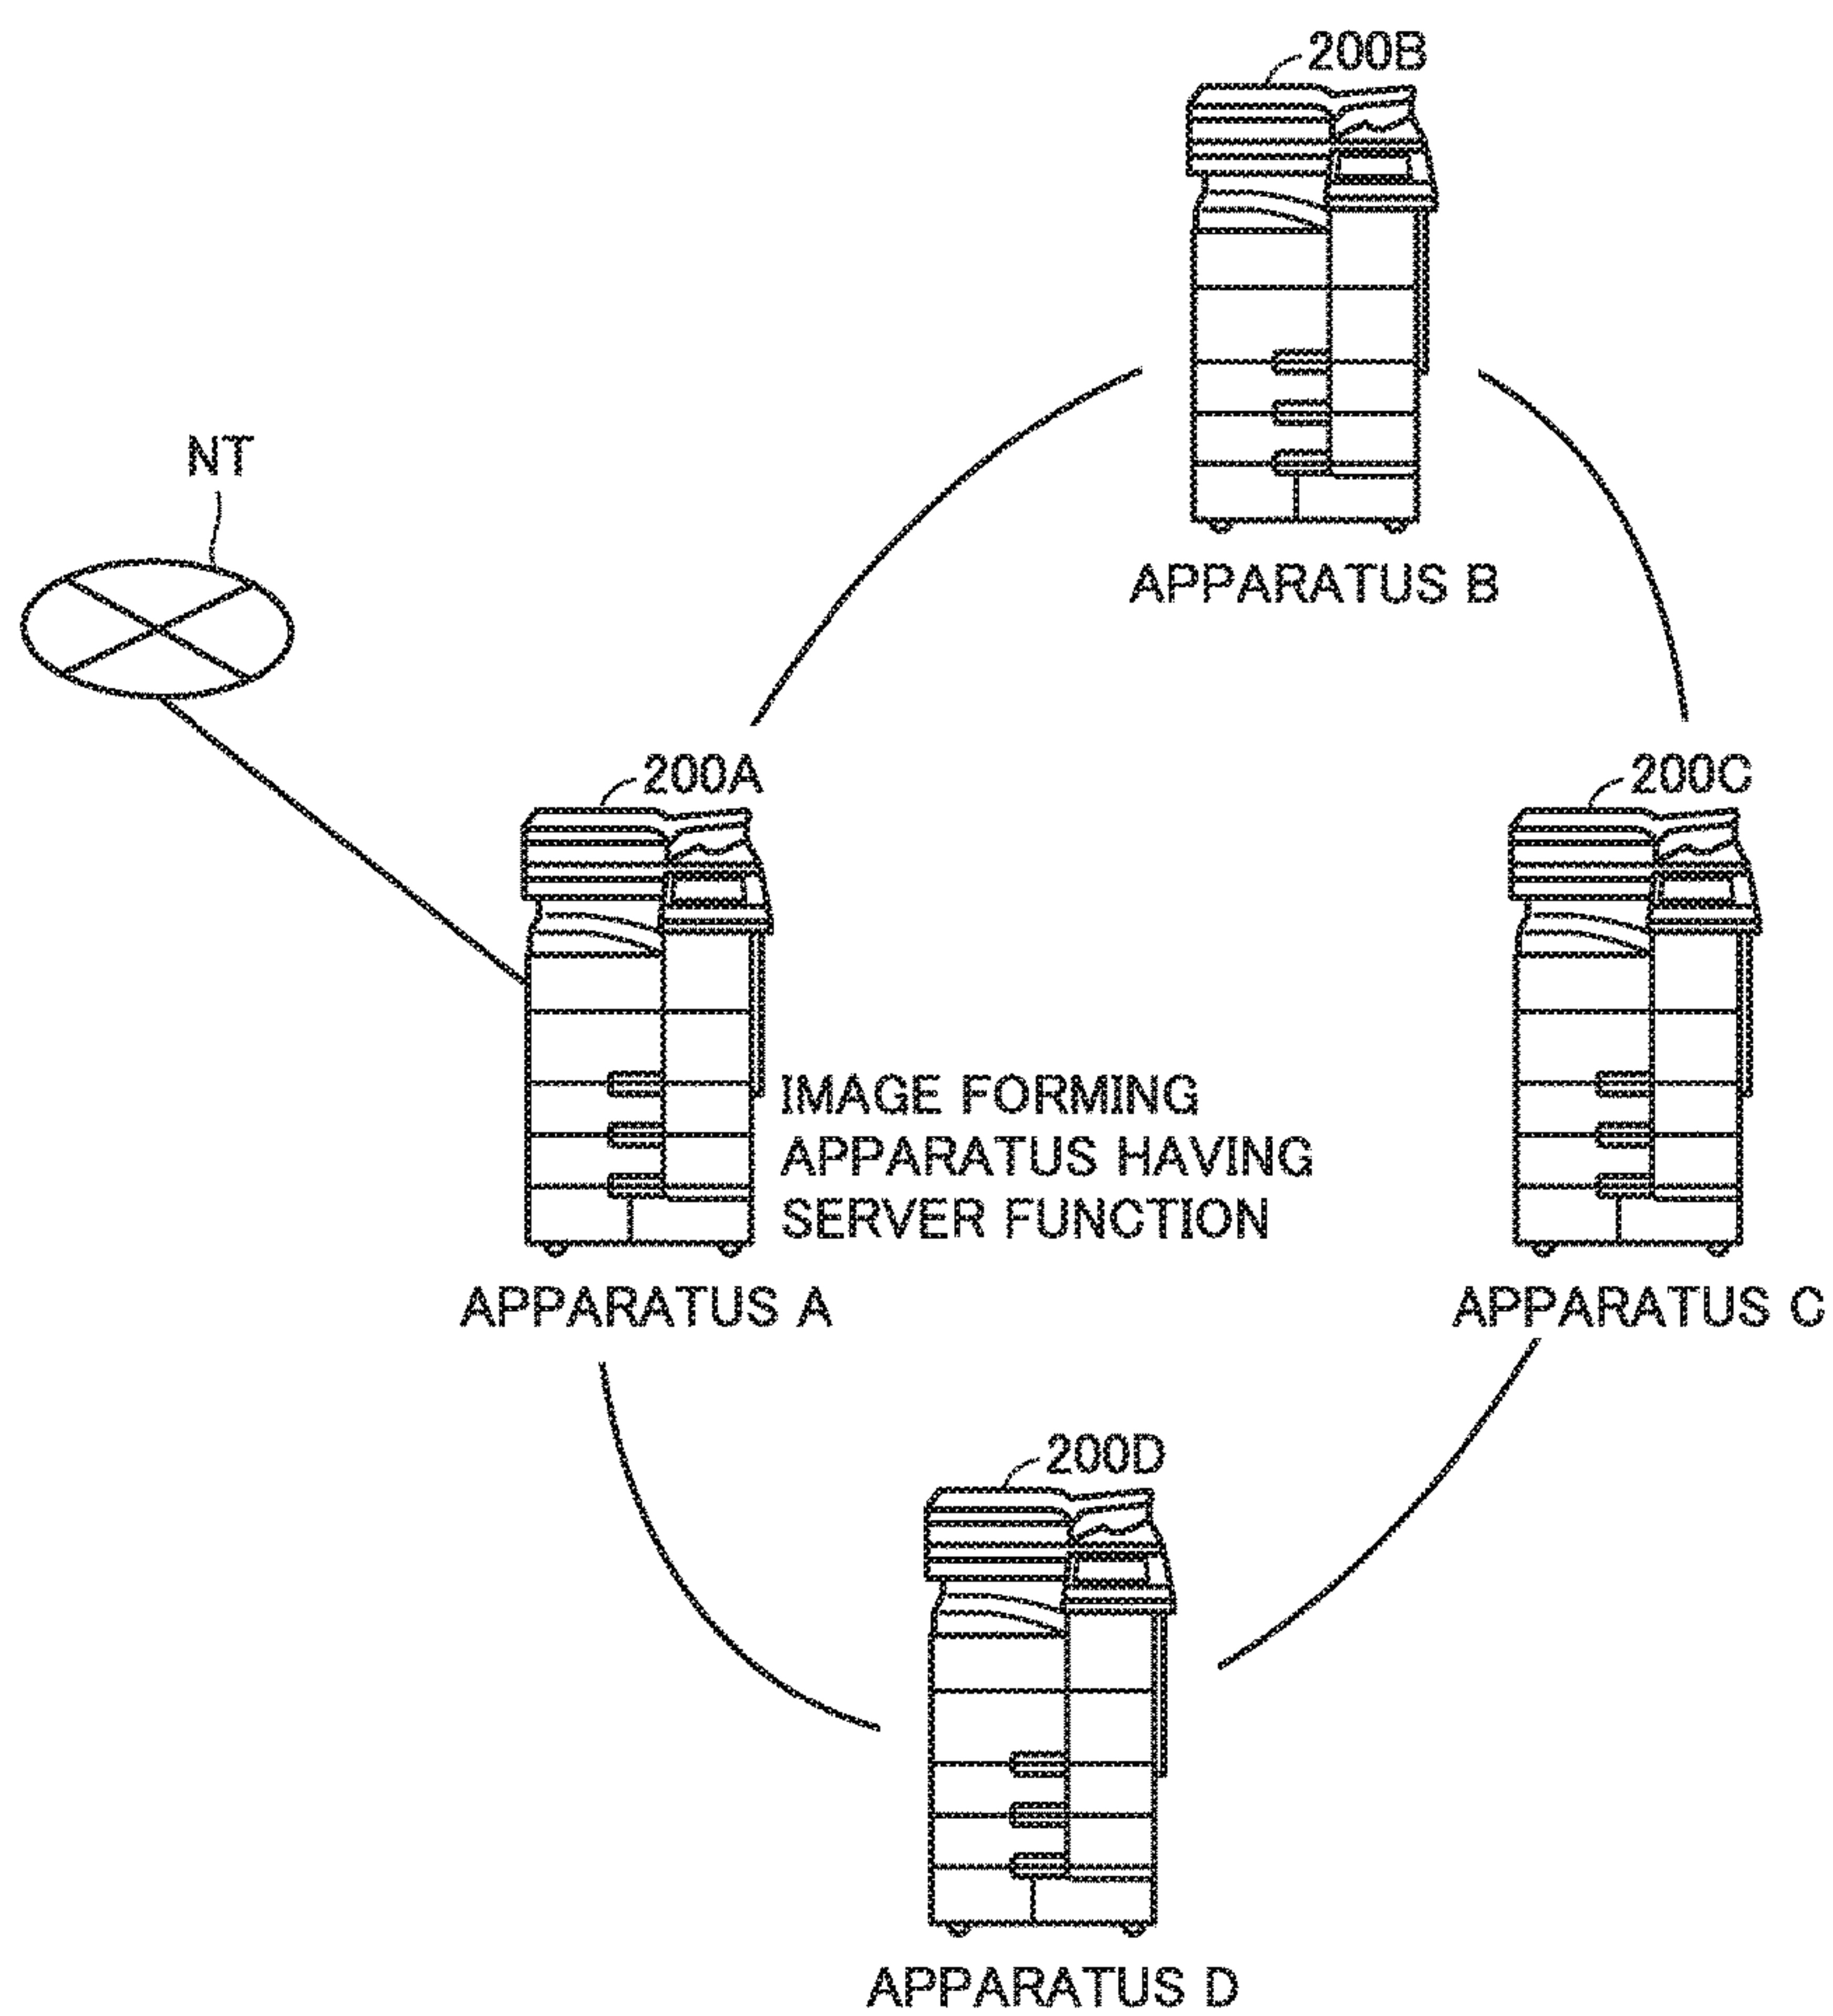 200B
APPARATUS B
NT
200A
200C
IMAGE FORMING
APPARATUS HAVING
SERVER FUNCTION
APPARATUS A
APPARATUS C
200D
APPARATUS D